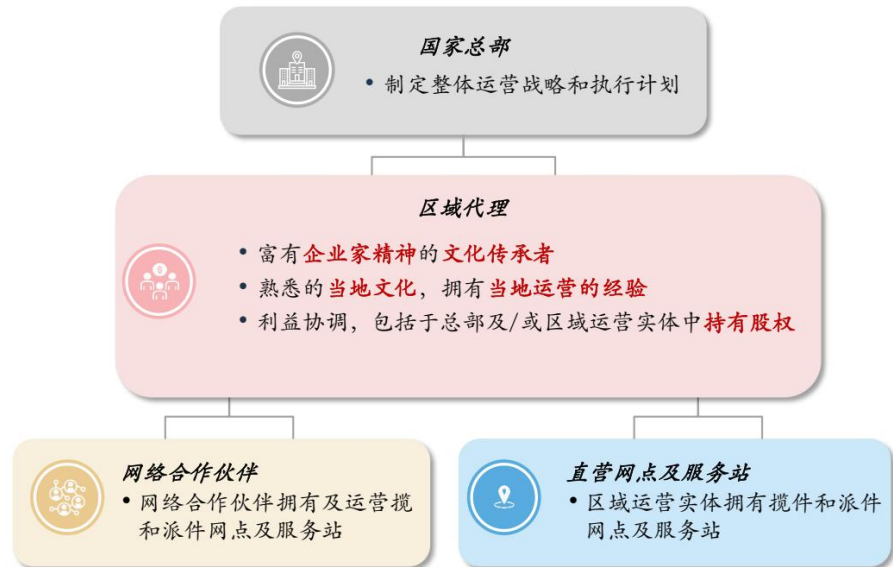 国家总部
• 制定整体运营战略和执行计划
区域代理
• 富有企业家精神的文化传承者
• 熟悉的当地文化，拥有当地运营的经验
• 利益协调，包括于总部及/或区域运营实体中持有股权
网络合作伙伴
• 网络合作伙伴拥有及运营揽
和派件网点及服务站
直营网点及服务站
• 区域运营实体拥有揽件和派件
网点及服务站